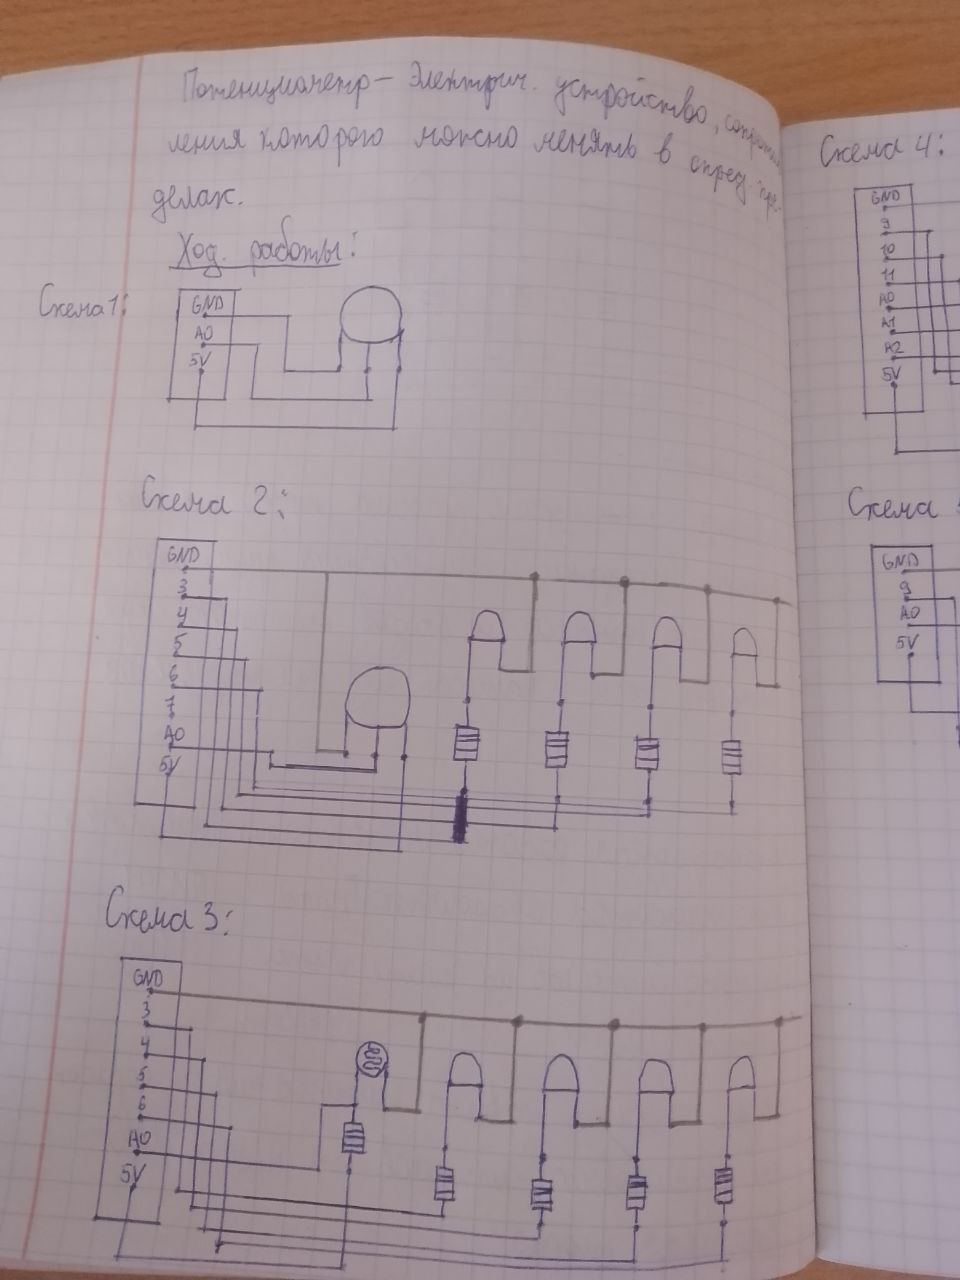 Потенциометр – Электрич. устройство, сопротив
ления которого можно менять в опред. пре-
делах.
Ход. работы:
Схема 1:
GND
A0
5V
Схема 2:
GND
3
4
5
6
7
A0
5V
Схема 3:
GND
3
4
5
6
A0
5V
Схема 4:
GND
9
10
11
A0
A1
A2
5V
Схема
GND
9
A0
5V